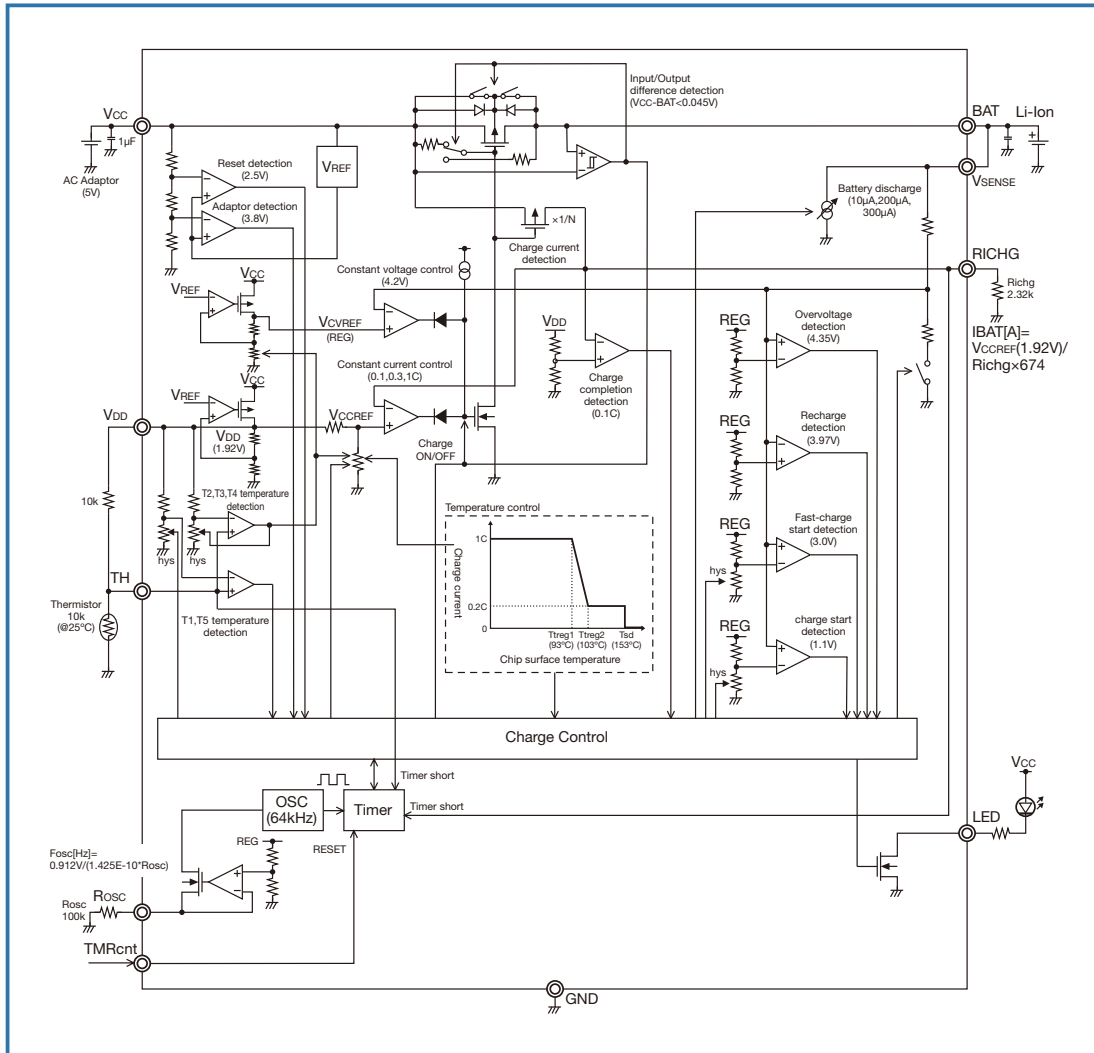 Input/Output
difference detection
(VCC-BAT<0.045V)
VCC
1µF
AC Adaptor
(5V)
BAT
Li-Ion
VSENSE
Reset detection
(2.5V)
VREF
Adaptor detection
(3.8V)
Battery discharge
(10µA,200µA,
300µA)
×1/N
Charge current
detection
RICHG
Richg
2.32k
IBAT[A]=
VCCREF(1.92V)/
Richg×674
VCC
VREF
Constant voltage control
(4.2V)
VCVREF
(REG)
VDD
Charge
completion
detection
(0.1C)
REG
Overvoltage
detection
(4.35V)
VCC
VREF
Constant current control
(0.1,0.3,1C)
VCCREF
VDD
VDD
(1.92V)
Charge
ON/OFF
REG
Recharge
detection
(3.97V)
10k
T2,T3,T4 temperature
detection
hys
hys
TH
Thermistor
10k
(@25°C)
T1,T5 temperature
detection
Temperature control
Charge current
1C
0.2C
0
Ttreg1
(93°C)
Ttreg2
(103°C)
Tsd
(153°C)
Chip surface temperature
REG
hys
Fast-charge
start detection
(3.0V)
REG
hys
charge start
detection
(1.1V)
Charge Control
Timer short
OSC
(64kHz)
Timer
Timer short
RESET
REG
Fosc[Hz]=
0.912V/(1.425E-10*Rosc)
ROSC
Rosc
100k
TMRcnt
VCC
LED
GND